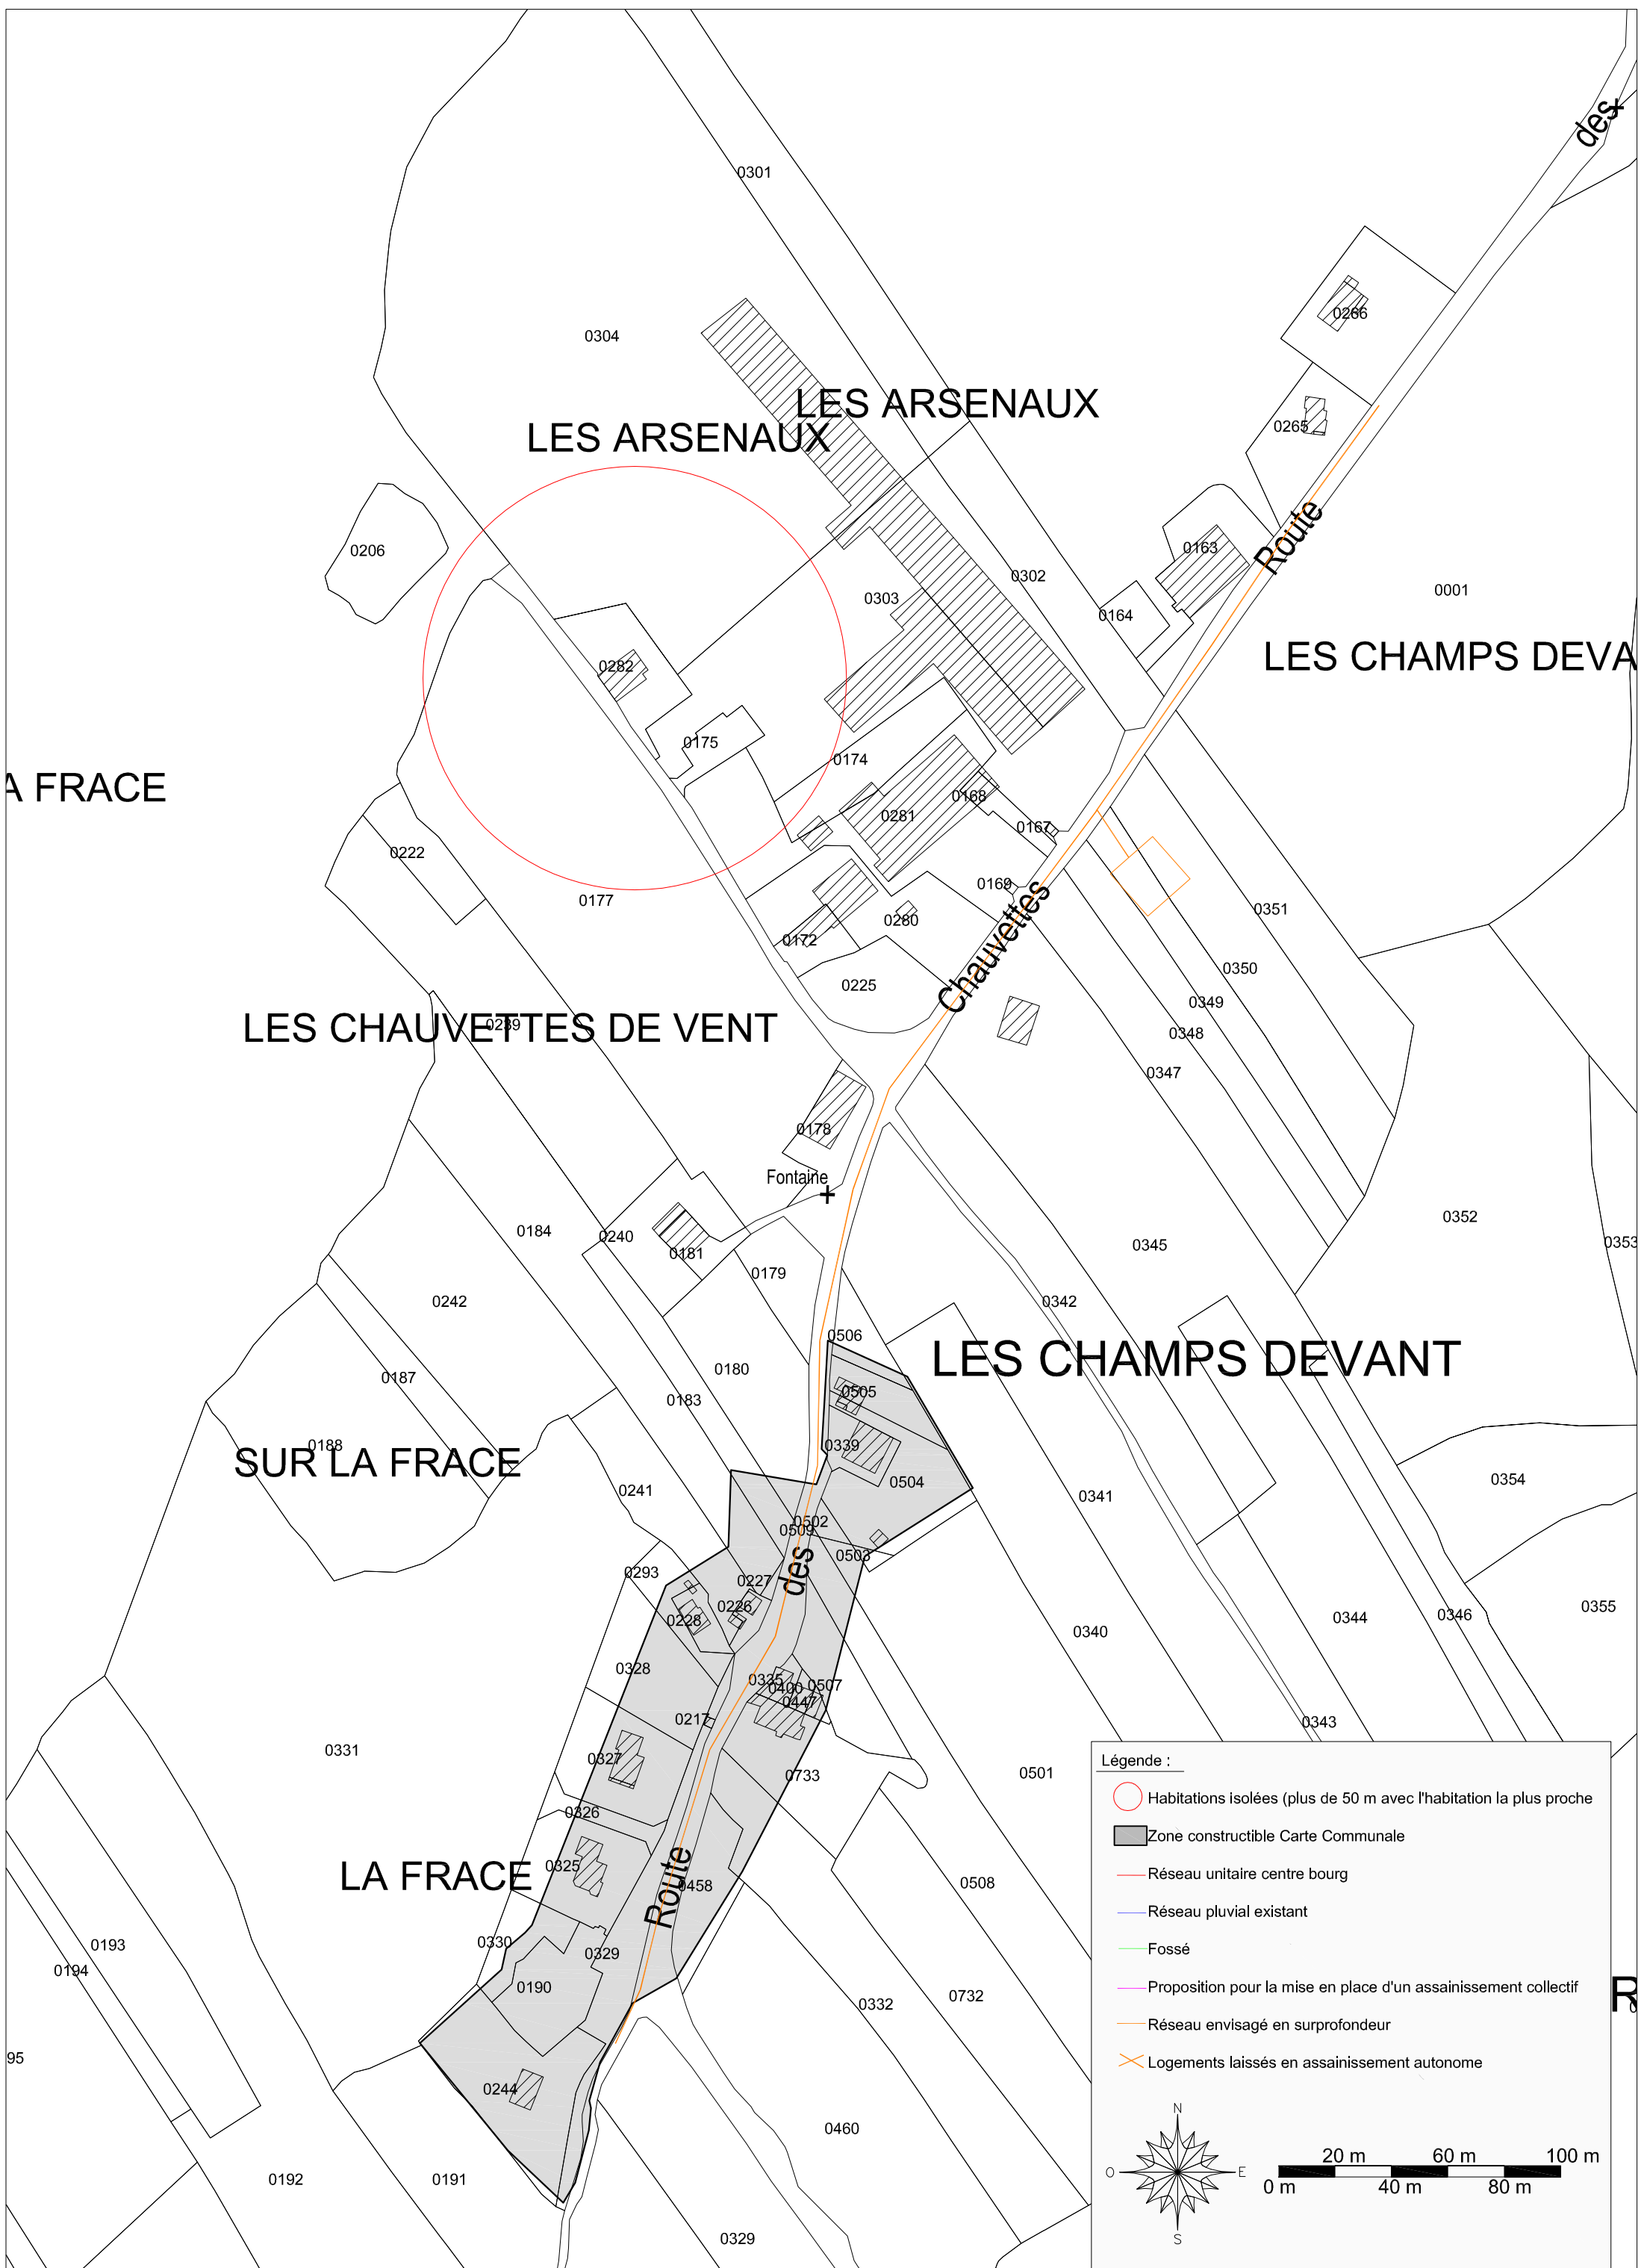 des
0301
0266
0304
LES ARSENAUX
LES ARSENAUX
0265
Route
0163
0206
0302
0001
0303
0164
LES CHAMPS DEVA
0282
0175
0174
A FRACE
0168
0281
0167
0222
0169
0177
0351
0280
0172
Chauvettes
0350
0225
0349
LES CHAUVETTES DE VENT
0239
0348
0347
0178
Fontaine
0352
0184
0240
0345
0353
0181
0179
0242
0342
0506
LES CHAMPS DEVANT
0180
0187
0505
0183
0188
0339
SUR LA FRACE
0354
0504
0241
0341
0502
0509
0503
des
0293
0227
0226
0355
0228
0346
0344
0340
0328
0335
0507
0400
0447
0217
0343
0331
0327
0733
0501
0326
0325
LA FRACE
Route
0458
0508
0330
0193
0329
0194
0190
0332
0732
R
95
0244
0460
0192
0191
0329
Légende :
Habitations isolées (plus de 50 m avec l'habitation la plus proche
Zone constructible Carte Communale
Réseau unitaire centre bourg
Réseau pluvial existant
Fossé
Proposition pour la mise en place d'un assainissement collectif
Réseau envisagé en surprofondeur
Logements laissés en assainissement autonome
N
O
E
S
20 m 60 m 100 m
0 m 40 m 80 m